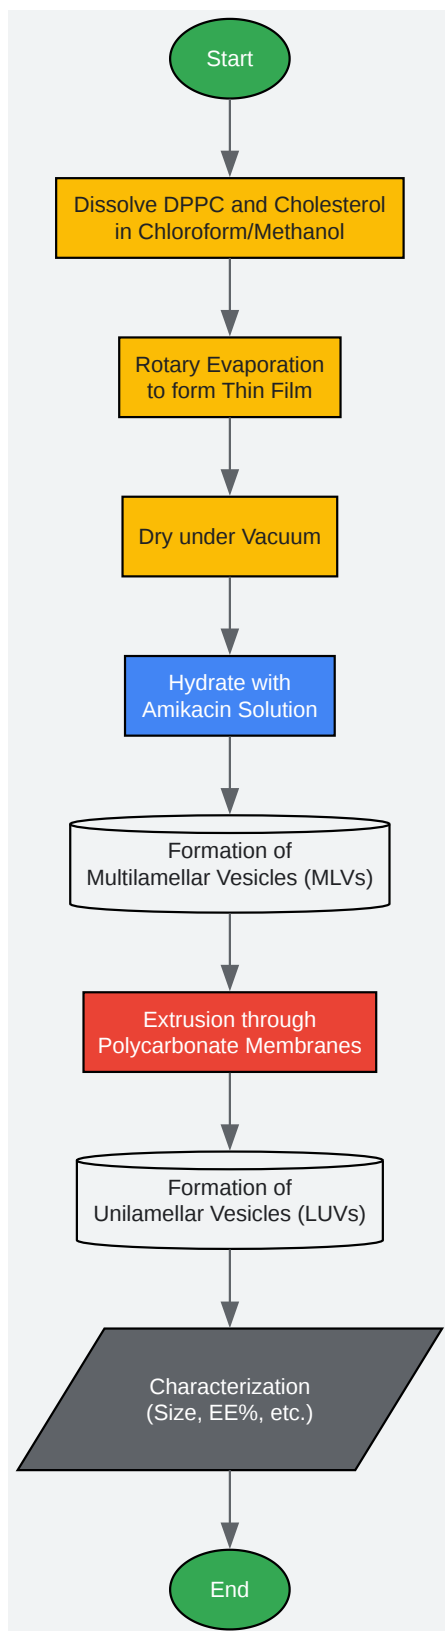 Start
Dissolve DPPC and Cholesterol
in Chloroform/Methanol
Rotary Evaporation
to form Thin Film
Dry under Vacuum
Hydrate with
Amikacin Solution
Formation of
Multilamellar Vesicles (MLVs)
Extrusion through
Polycarbonate Membranes
Formation of
Unilamellar Vesicles (LUVs)
Characterization
(Size, EE%, etc.)
End